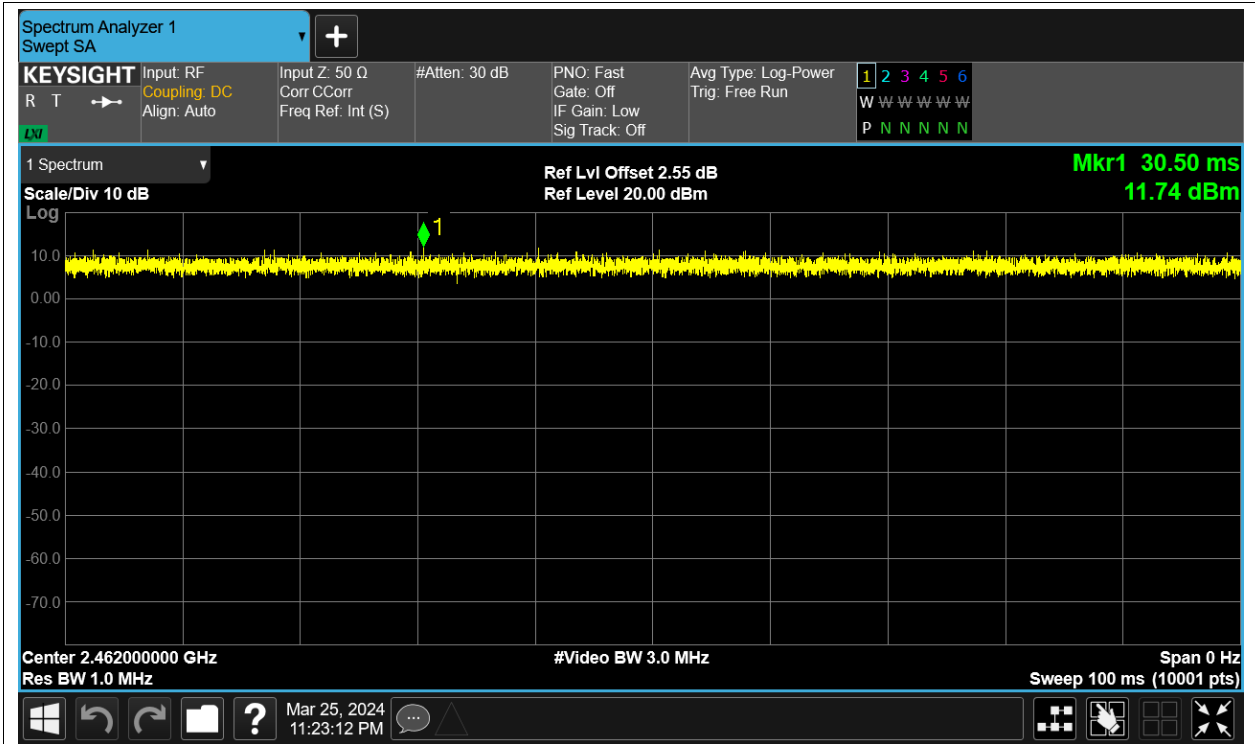 Spectrum Analyzer 1
Swept SA
KEYSIGHT
R T
LXI
Input: RF
Coupling: DC
Align: Auto
Input Z: 50 Ω
Corr CCorr
Freq Ref: Int (S)
#Atten: 30 dB
PNO: Fast
Gate: Off
IF Gain: Low
Sig Track: Off
Avg Type: Log-Power
Trig: Free Run
1 2 3 4 5 6
W W W W W W
P N N N N N
1 Spectrum
Scale/Div 10 dB
Log
Ref Lvl Offset 2.55 dB
Ref Level 20.00 dBm
Mkr1 30.50 ms
11.74 dBm
1
10.0
0.00
-10.0
-20.0
-30.0
-40.0
-50.0
-60.0
-70.0
Center 2.462000000 GHz
Res BW 1.0 MHz
#Video BW 3.0 MHz
Span 0 Hz
Sweep 100 ms (10001 pts)
?
Mar 25, 2024
11:23:12 PM